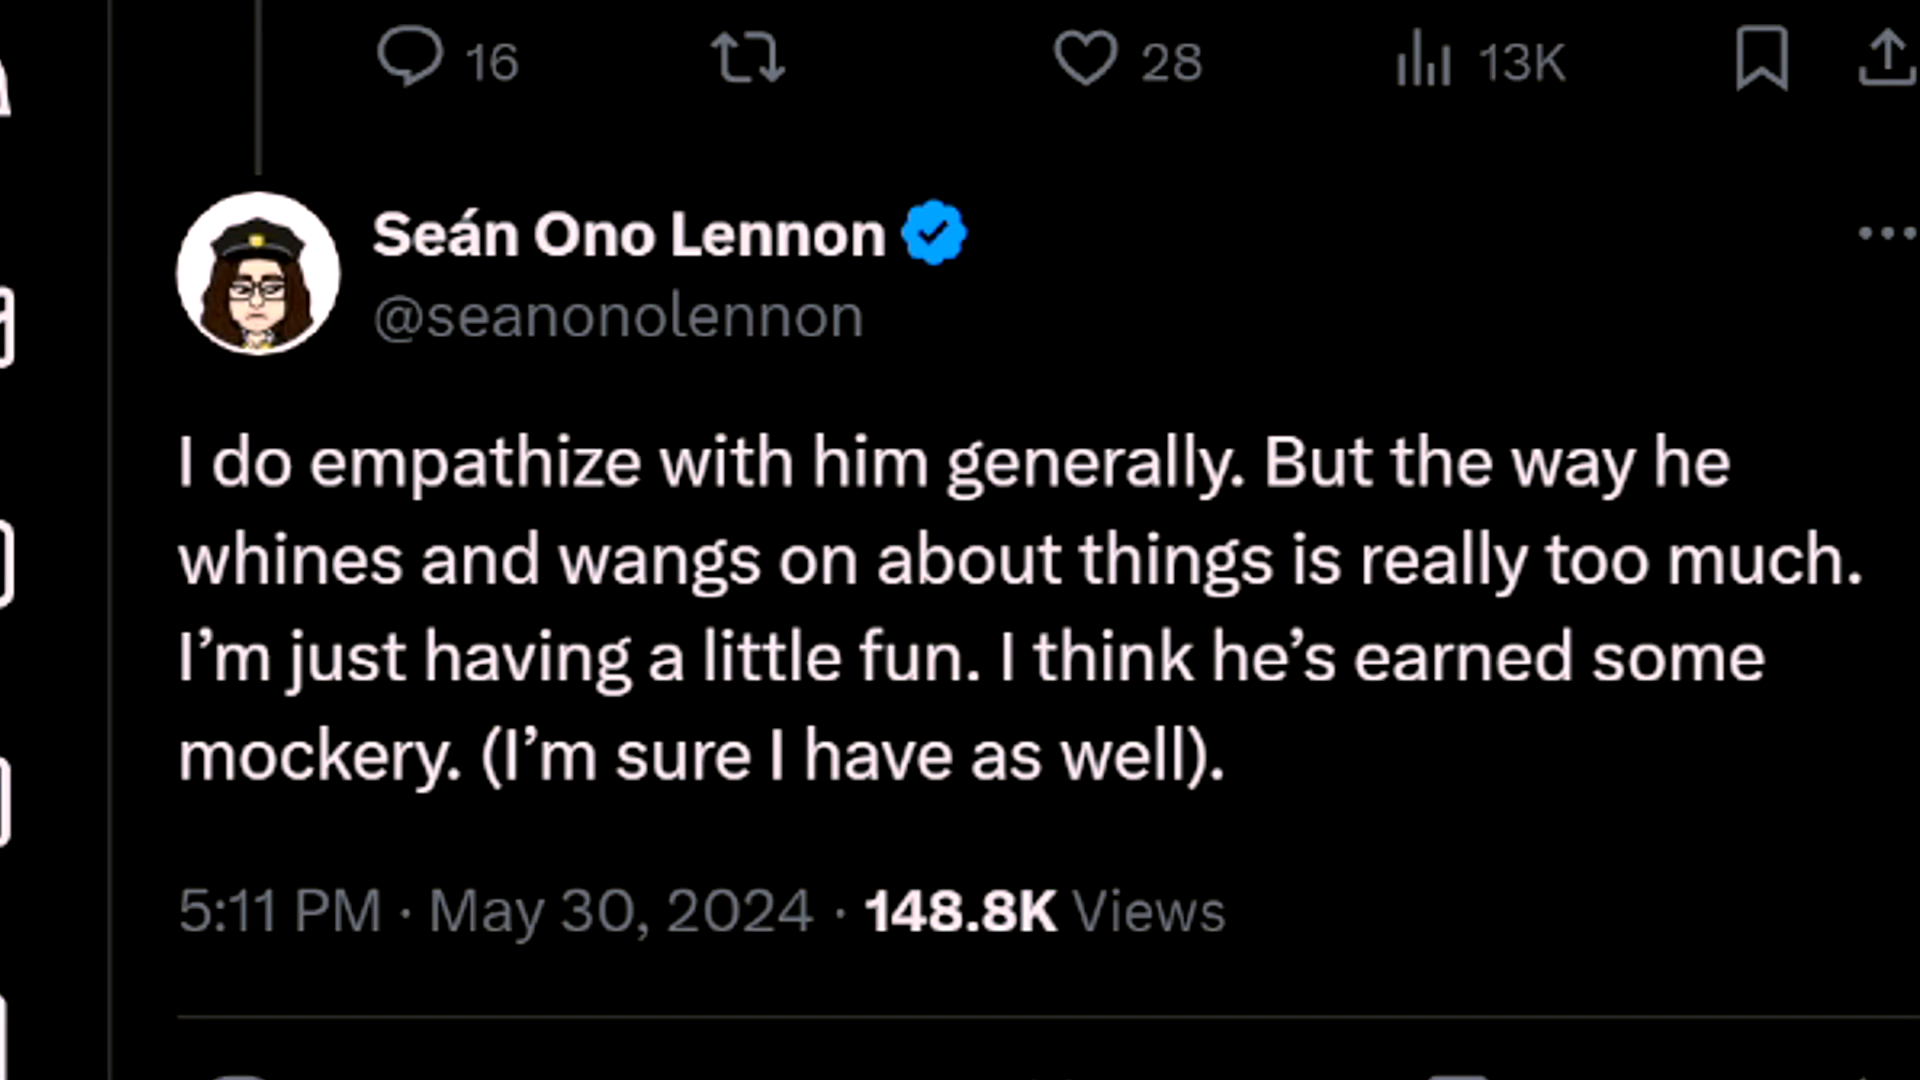 16 28 13K
Seán Ono Lennon
@seanonolennon
I do empathize with him generally. But the way he
whines and wangs on about things is really too much.
I’m just having a little fun. I think he’s earned some
mockery. (I’m sure I have as well).
5:11 PM · May 30, 2024 · 148.8K Views